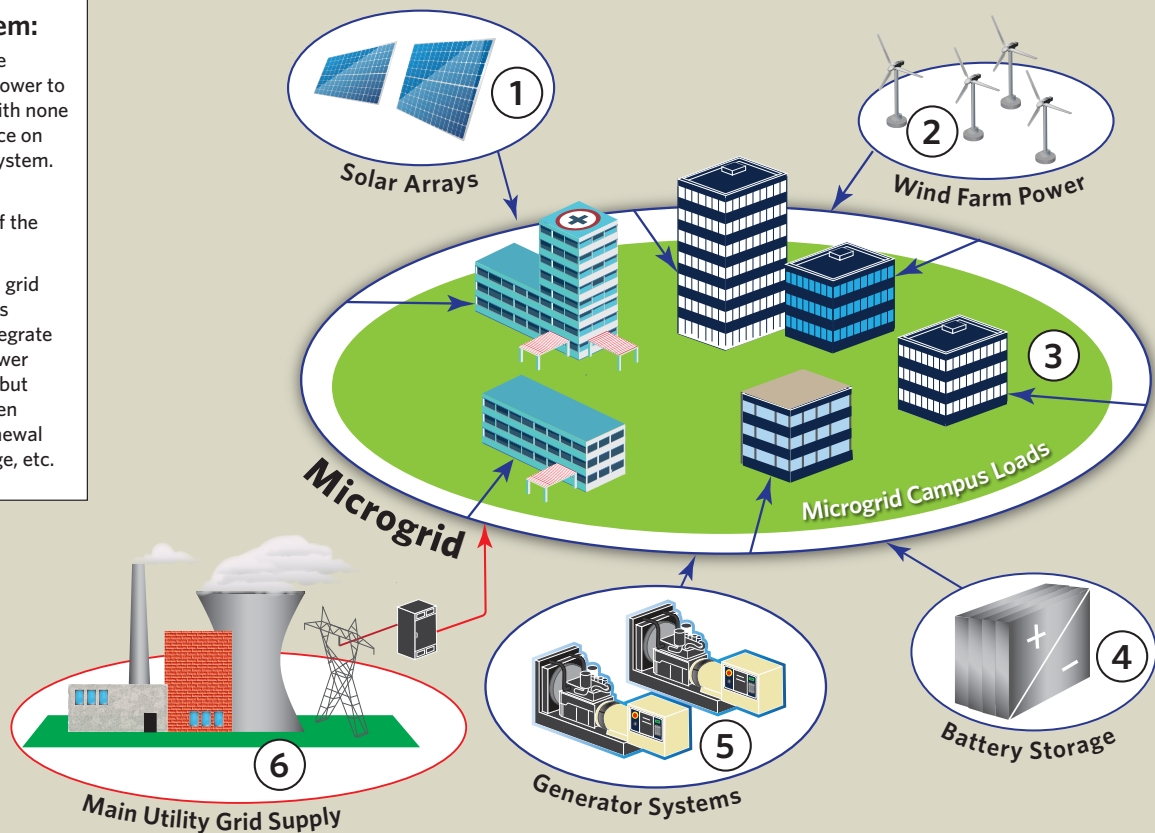 em:
e
ower to
ith none
ce on
ystem.
f the
grid
s
egrate
wer
but
en
newal
ge, etc.
1
Solar Arrays
2
Wind Farm Power
3
Microgrid Campus Loads
Microgrid
4
Battery Storage
5
Generator Systems
6
Main Utility Grid Supply
+
-